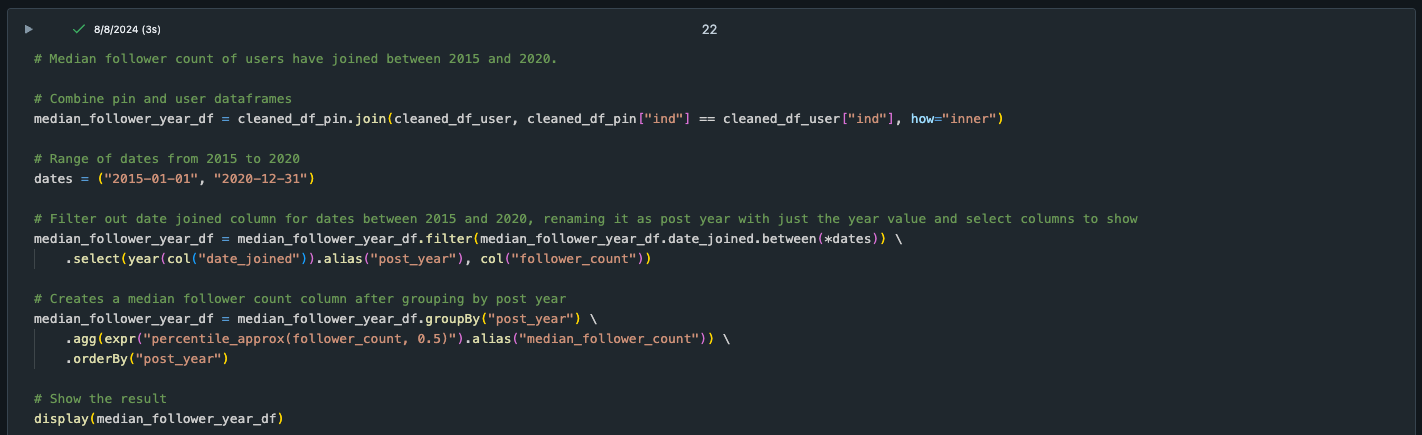 8/8/2024 (3s)
22
# Median follower count of users have joined between 2015 and 2020.
# Combine pin and user dataframes
median_follower_year_df = cleaned_df_pin.join(cleaned_df_user, cleaned_df_pin["ind"] == cleaned_df_user["ind"], how="inner")
# Range of dates from 2015 to 2020
dates = ("2015-01-01", "2020-12-31")
# Filter out date joined column for dates between 2015 and 2020, renaming it as post year with just the year value and select columns to show
median_follower_year_df = median_follower_year_df.filter(median_follower_year_df.date_joined.between(*dates)) \
    .select(year(col("date_joined")).alias("post_year"), col("follower_count"))
# Creates a median follower count column after grouping by post year
median_follower_year_df = median_follower_year_df.groupBy("post_year") \
    .agg(expr("percentile_approx(follower_count, 0.5)").alias("median_follower_count")) \
    .orderBy("post_year")
# Show the result
display(median_follower_year_df)